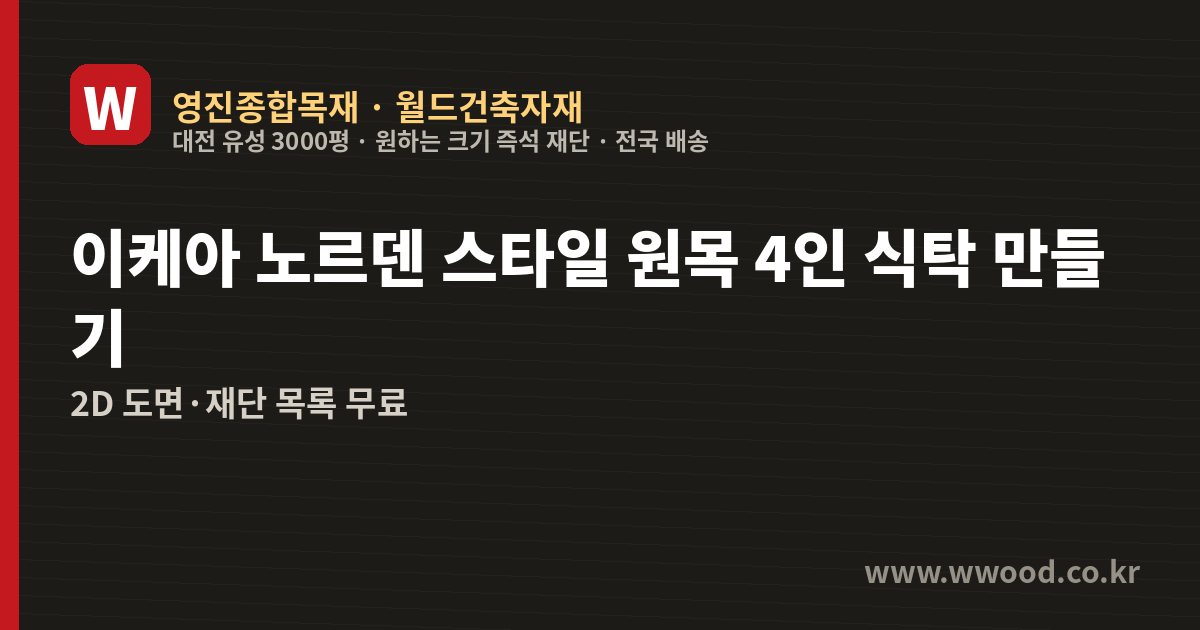 W
영진종합목재 · 월드건축자재
대전 유성 3000평 · 원하는 크기 즉석 재단 · 전국 배송
이케아 노르덴 스타일 원목 4인 식탁 만들
기
2D 도면·재단 목록 무료
www.wwood.co.kr